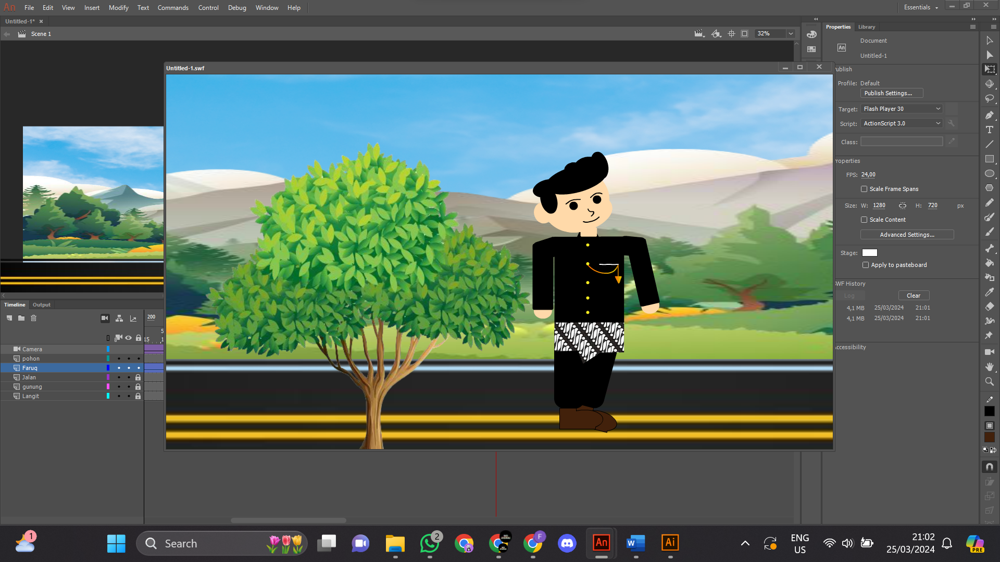 An File Edit View Insert Modify Text Commands Control Debug Window Help Essentials
Untitled-1* ×
Scene 1 32%
Properties Library
Document
An
Untitled-1
Untitled-1.swf
ublish
Profile: Default
Publish Settings...
Target: Flash Player 30
Script: ActionScript 3.0
Class:
roperties
FPS: 24,00
Scale Frame Spans
Size: W: 1280 H: 720 px
Scale Content
Advanced Settings...
Stage:
Apply to pasteboard
WF History
Log Clear
4,1 MB 25/03/2024 21:01
4,1 MB 25/03/2024 21:01
ccessibility
Timeline Output
200
5
15 1
Camera
pohon
Faruq
Jalan
gunung
Langit
1
Search
2
F
An
W
Ai
ENG
US
21:02
25/03/2024
PRE